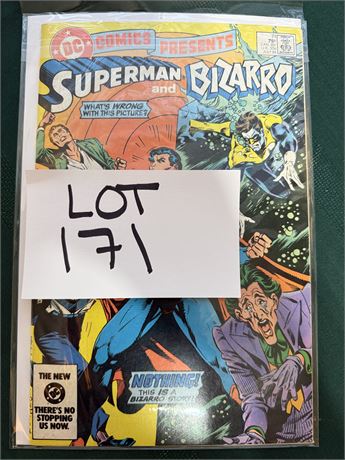 DC
COMICS PRESENTS
SUPERMAN
and
BIZARRO
WHAT'S WRONG
WITH THIS PICTURE?
75¢
LOT
171
NOTHING!
THIS IS A
BIZARRO STORY!
THE NEW
DC
THERE'S NO
STOPPING
US NOW.